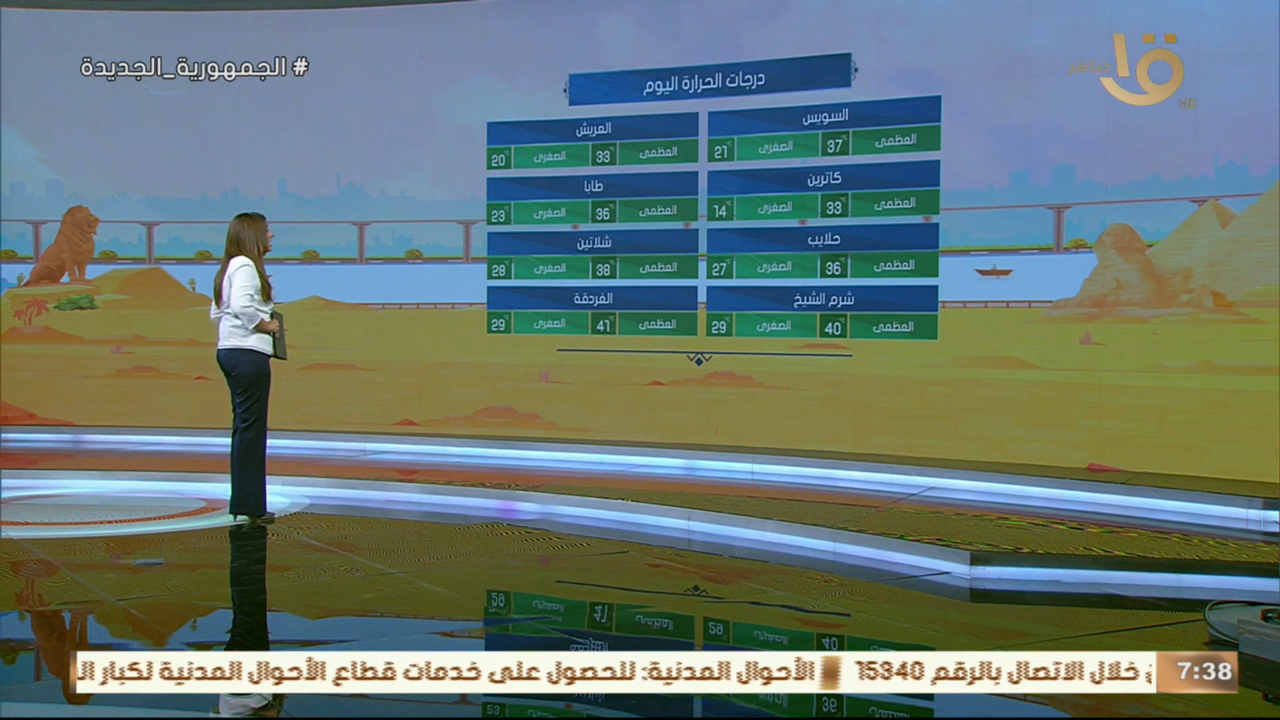 # الجمهورية_الجديدة
مباشر
HD
درجات الحرارة اليوم
السويس
العظمى 37° الصغرى 21°
العريش
العظمى 33° الصغرى 20°
كاترين
العظمى 33° الصغرى 14°
طابا
العظمى 36° الصغرى 23°
حلايب
العظمى 36° الصغرى 27°
شلاتين
العظمى 38° الصغرى 28°
شرم الشيخ
العظمى 40° الصغرى 29°
الغردقة
العظمى 41° الصغرى 29°
7:38
خلال الاتصال بالرقم 15340 الأحوال المدنية: للحصول على خدمات قطاع الأحوال المدنية لكبار